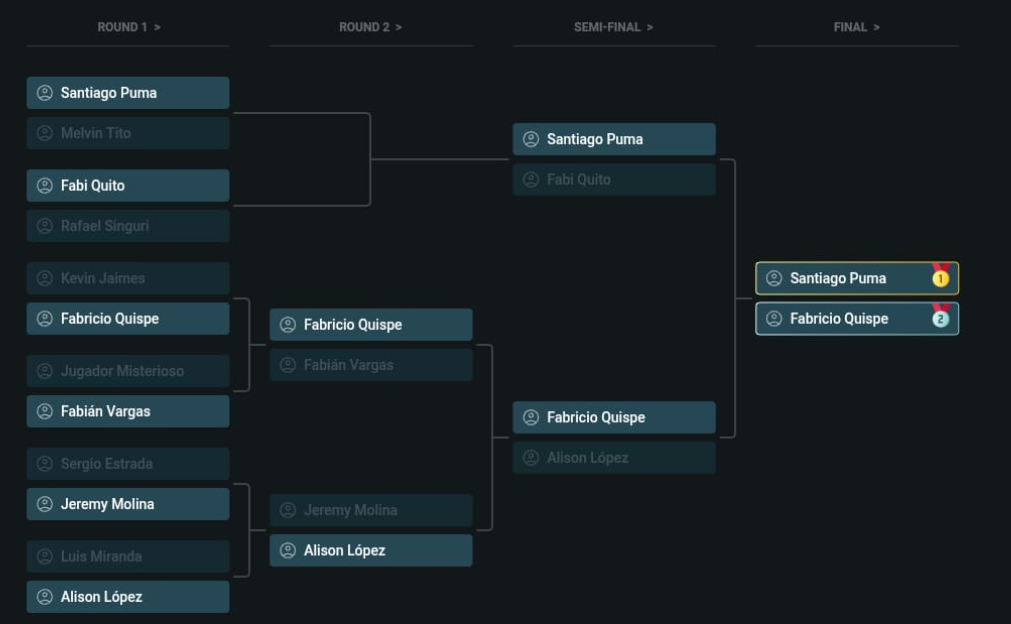 ROUND 1 >
ROUND 2 >
SEMI-FINAL >
FINAL >
Santiago Puma
Melvin Tito
Fabi Quito
Rafael Singuri
Kevin Jaimes
Fabricio Quispe
Jugador Misterioso
Fabián Vargas
Sergio Estrada
Jeremy Molina
Luis Miranda
Alison López
Fabricio Quispe
Fabián Vargas
Jeremy Molina
Alison López
Santiago Puma
Fabi Quito
Fabricio Quispe
Alison López
Santiago Puma 1
Fabricio Quispe 2